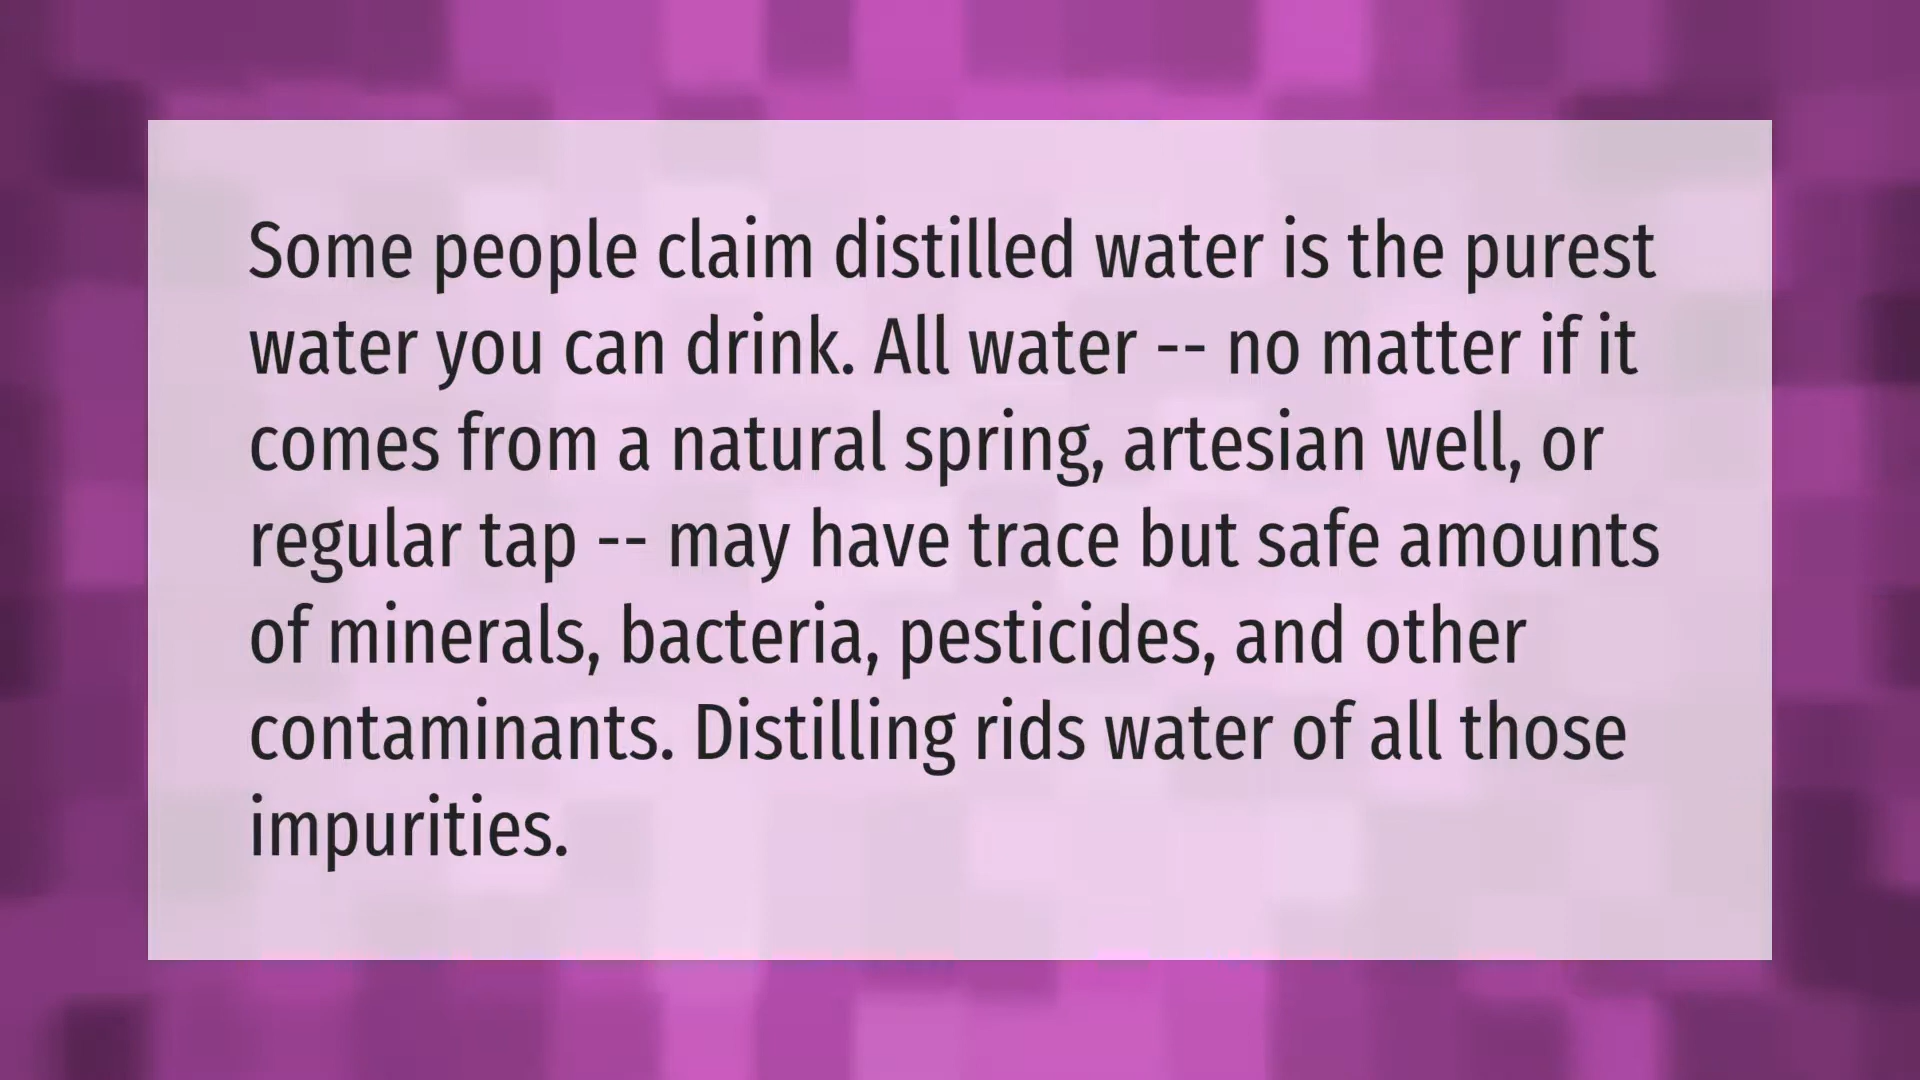 Some people claim distilled water is the purest
water you can drink. All water -- no matter if it
comes from a natural spring, artesian well, or
regular tap -- may have trace but safe amounts
of minerals, bacteria, pesticides, and other
contaminants. Distilling rids water of all those
impurities.